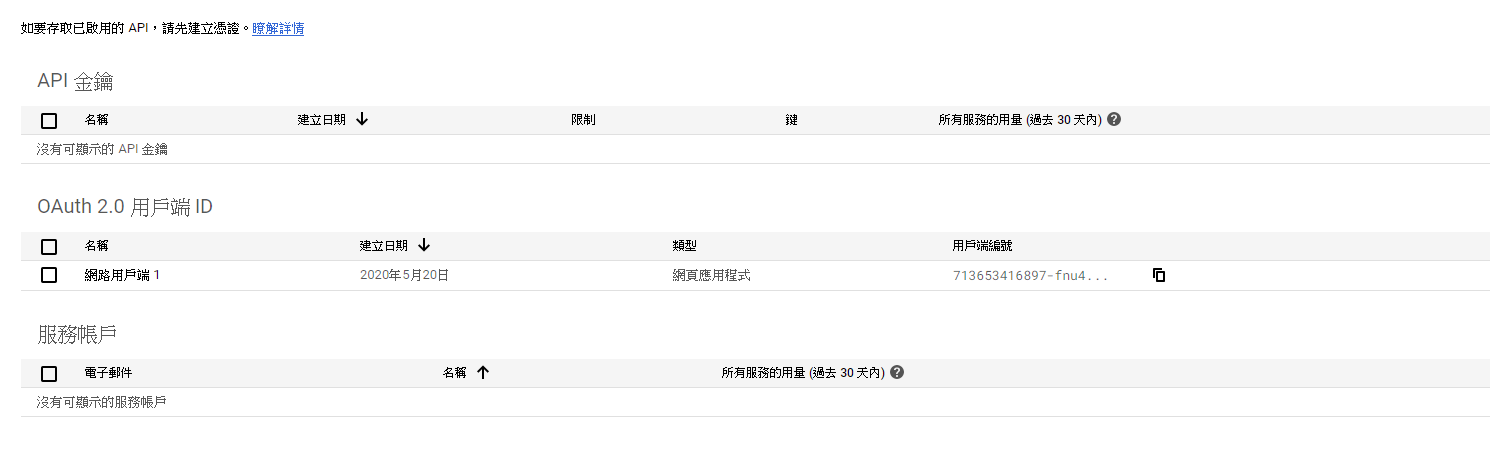 如要存取已啟用的 API，請先建立憑證。瞭解詳情
API 金鑰
名稱 建立日期 限制 鍵 所有服務的用量 (過去 30 天內)
沒有可顯示的 API 金鑰
OAuth 2.0 用戶端 ID
名稱 建立日期 類型 用戶端編號
網路用戶端 1 2020年5月20日 網頁應用程式 713653416897-fnu4...
服務帳戶
電子郵件 名稱 所有服務的用量 (過去 30 天內)
沒有可顯示的服務帳戶